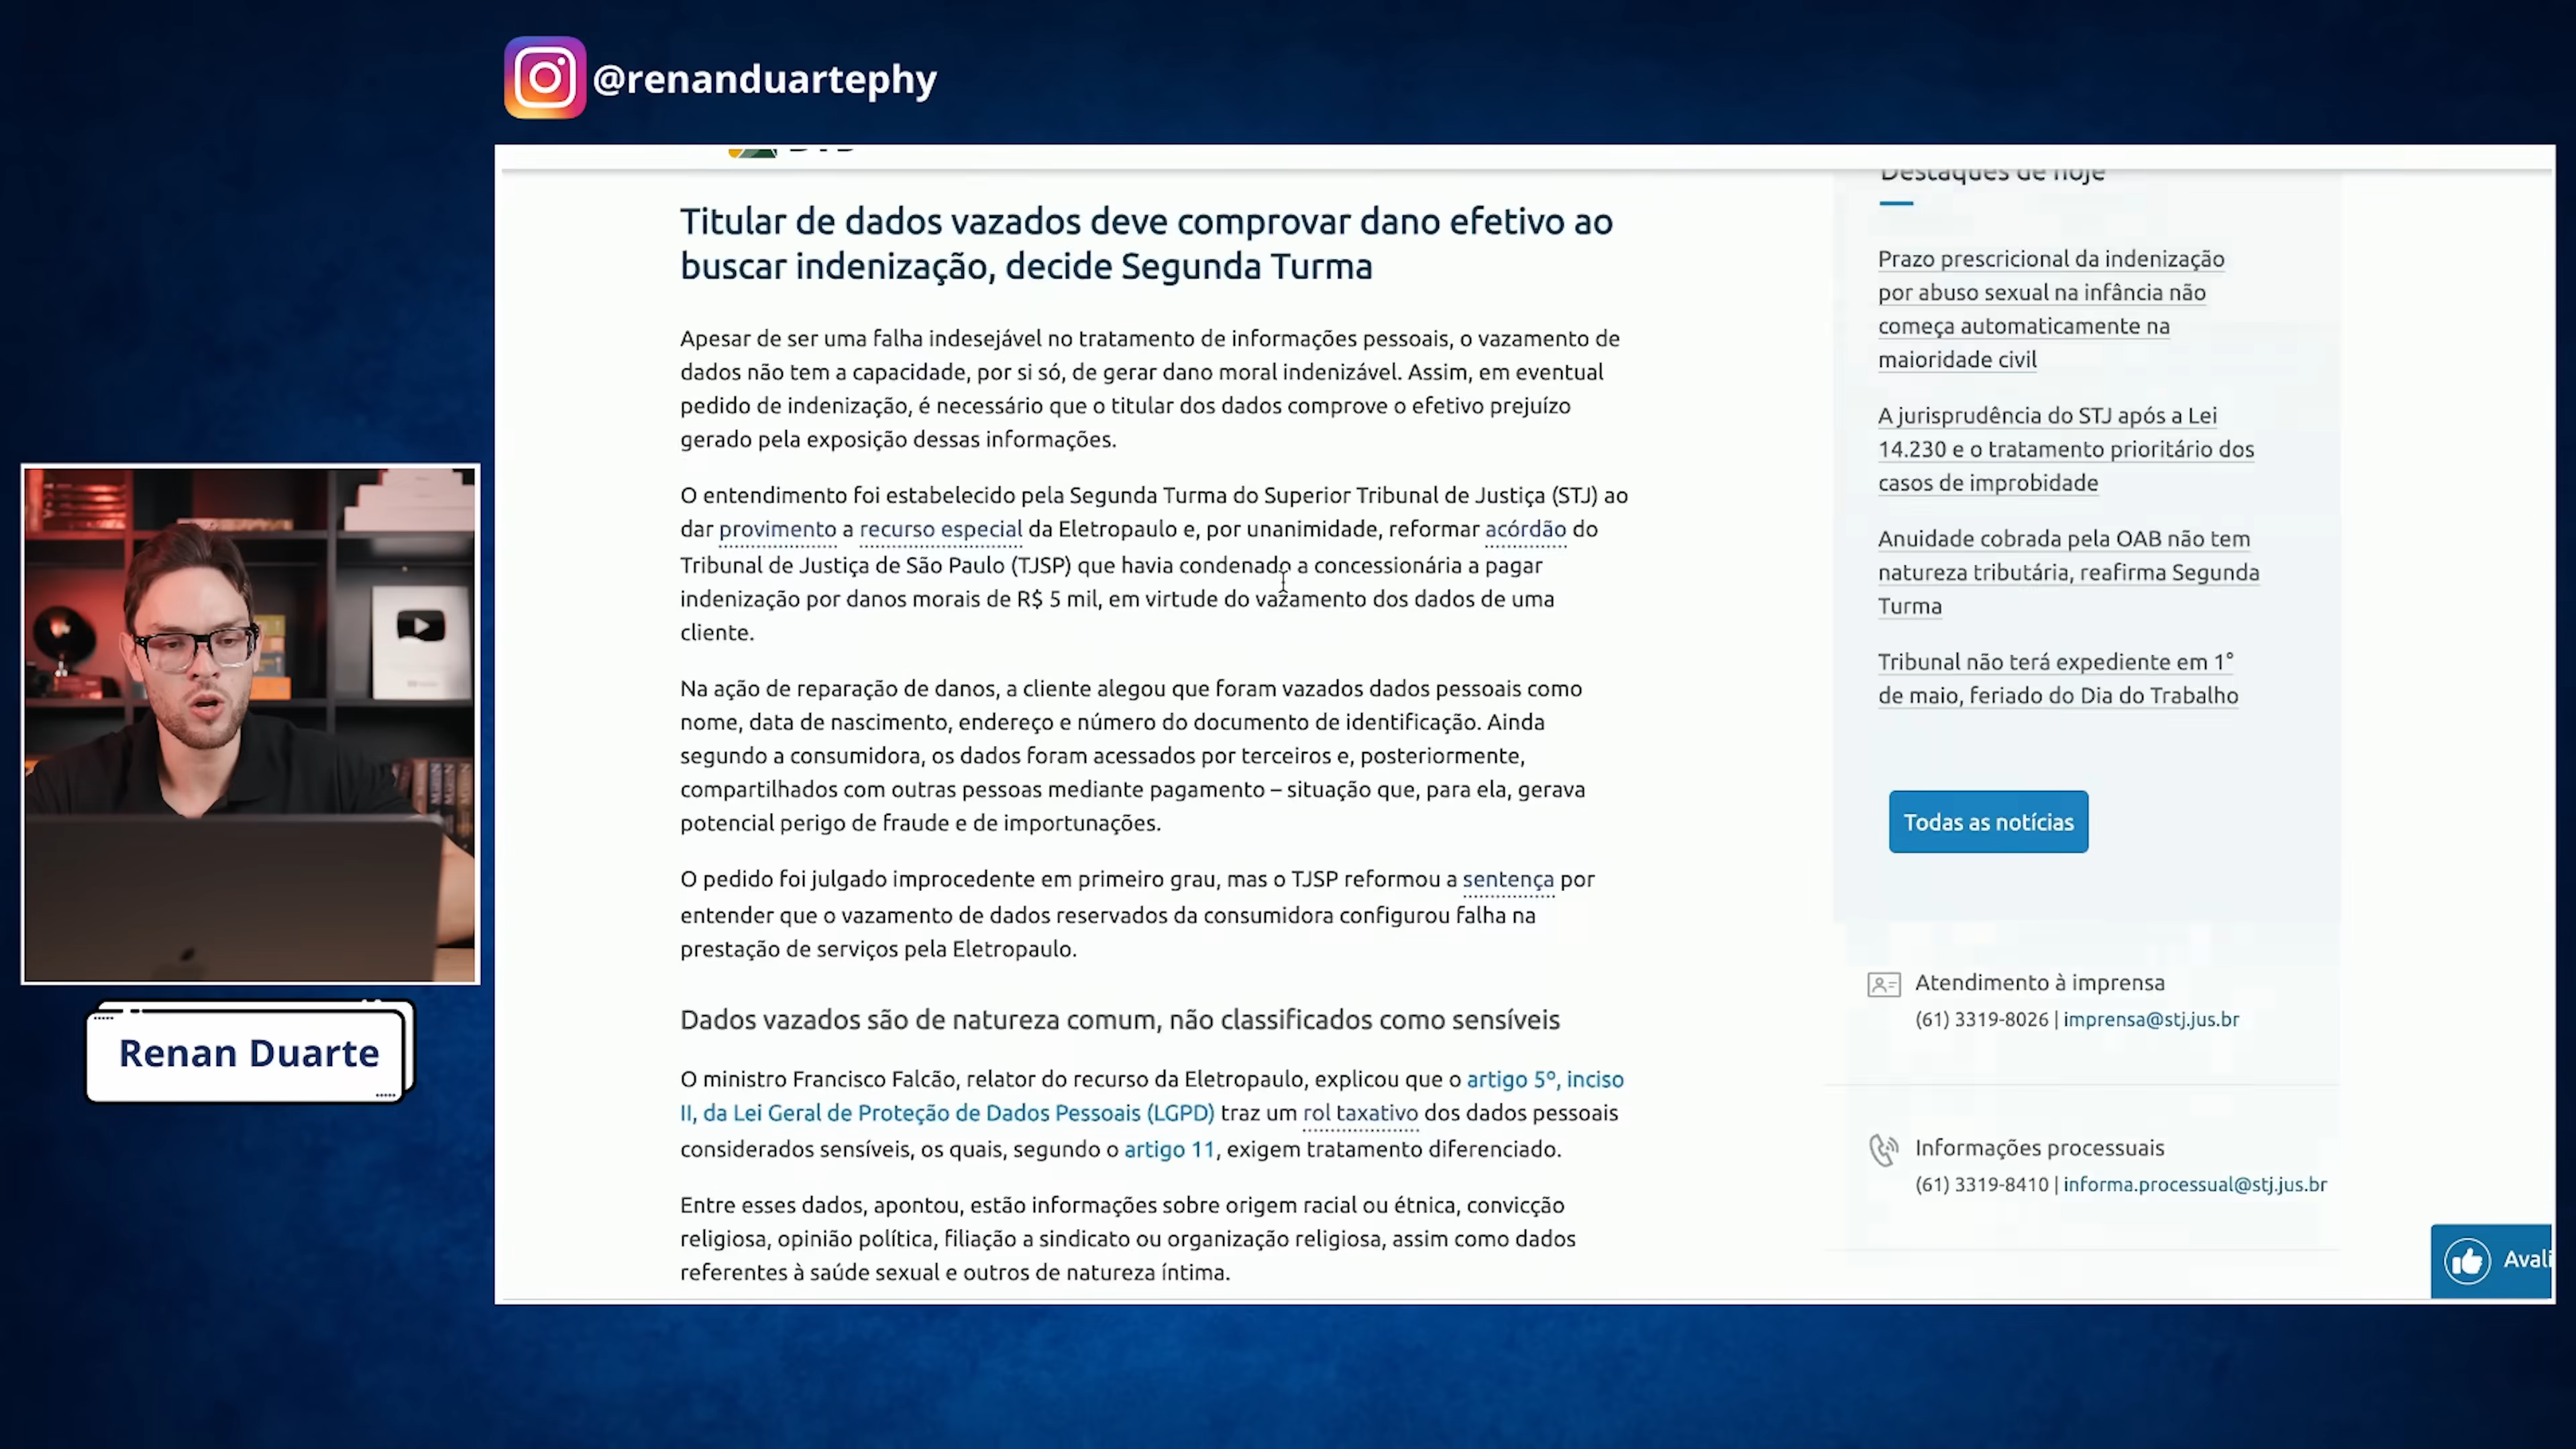 @renanduartephy
Titular de dados vazados deve comprovar dano efetivo ao
buscar indenização, decide Segunda Turma
Apesar de ser uma falha indesejável no tratamento de informações pessoais, o vazamento de
dados não tem a capacidade, por si só, de gerar dano moral indenizável. Assim, em eventual
pedido de indenização, é necessário que o titular dos dados comprove o efetivo prejuízo
gerado pela exposição dessas informações.
O entendimento foi estabelecido pela Segunda Turma do Superior Tribunal de Justiça (STJ) ao
dar provimento a recurso especial da Eletropaulo e, por unanimidade, reformar acórdão do
Tribunal de Justiça de São Paulo (TJSP) que havia condenado a concessionária a pagar
indenização por danos morais de R$ 5 mil, em virtude do vazamento dos dados de uma
cliente.
Na ação de reparação de danos, a cliente alegou que foram vazados dados pessoais como
nome, data de nascimento, endereço e número do documento de identificação. Ainda
segundo a consumidora, os dados foram acessados por terceiros e, posteriormente,
compartilhados com outras pessoas mediante pagamento – situação que, para ela, gerava
potencial perigo de fraude e de importunações.
O pedido foi julgado improcedente em primeiro grau, mas o TJSP reformou a sentença por
entender que o vazamento de dados reservados da consumidora configurou falha na
prestação de serviços pela Eletropaulo.
Dados vazados são de natureza comum, não classificados como sensíveis
O ministro Francisco Falcão, relator do recurso da Eletropaulo, explicou que o artigo 5º, inciso
II, da Lei Geral de Proteção de Dados Pessoais (LGPD) traz um rol taxativo dos dados pessoais
considerados sensíveis, os quais, segundo o artigo 11, exigem tratamento diferenciado.
Entre esses dados, apontou, estão informações sobre origem racial ou étnica, convicção
religiosa, opinião política, filiação a sindicato ou organização religiosa, assim como dados
referentes à saúde sexual e outros de natureza íntima.
Destaques de hoje
Prazo prescricional da indenização
por abuso sexual na infância não
começa automaticamente na
maioridade civil
A jurisprudência do STJ após a Lei
14.230 e o tratamento prioritário dos
casos de improbidade
Anuidade cobrada pela OAB não tem
natureza tributária, reafirma Segunda
Turma
Tribunal não terá expediente em 1°
de maio, feriado do Dia do Trabalho
Todas as notícias
Atendimento à imprensa
(61) 3319-8026 | imprensa@stj.jus.br
Informações processuais
(61) 3319-8410 | informa.processual@stj.jus.br
Avali
Renan Duarte